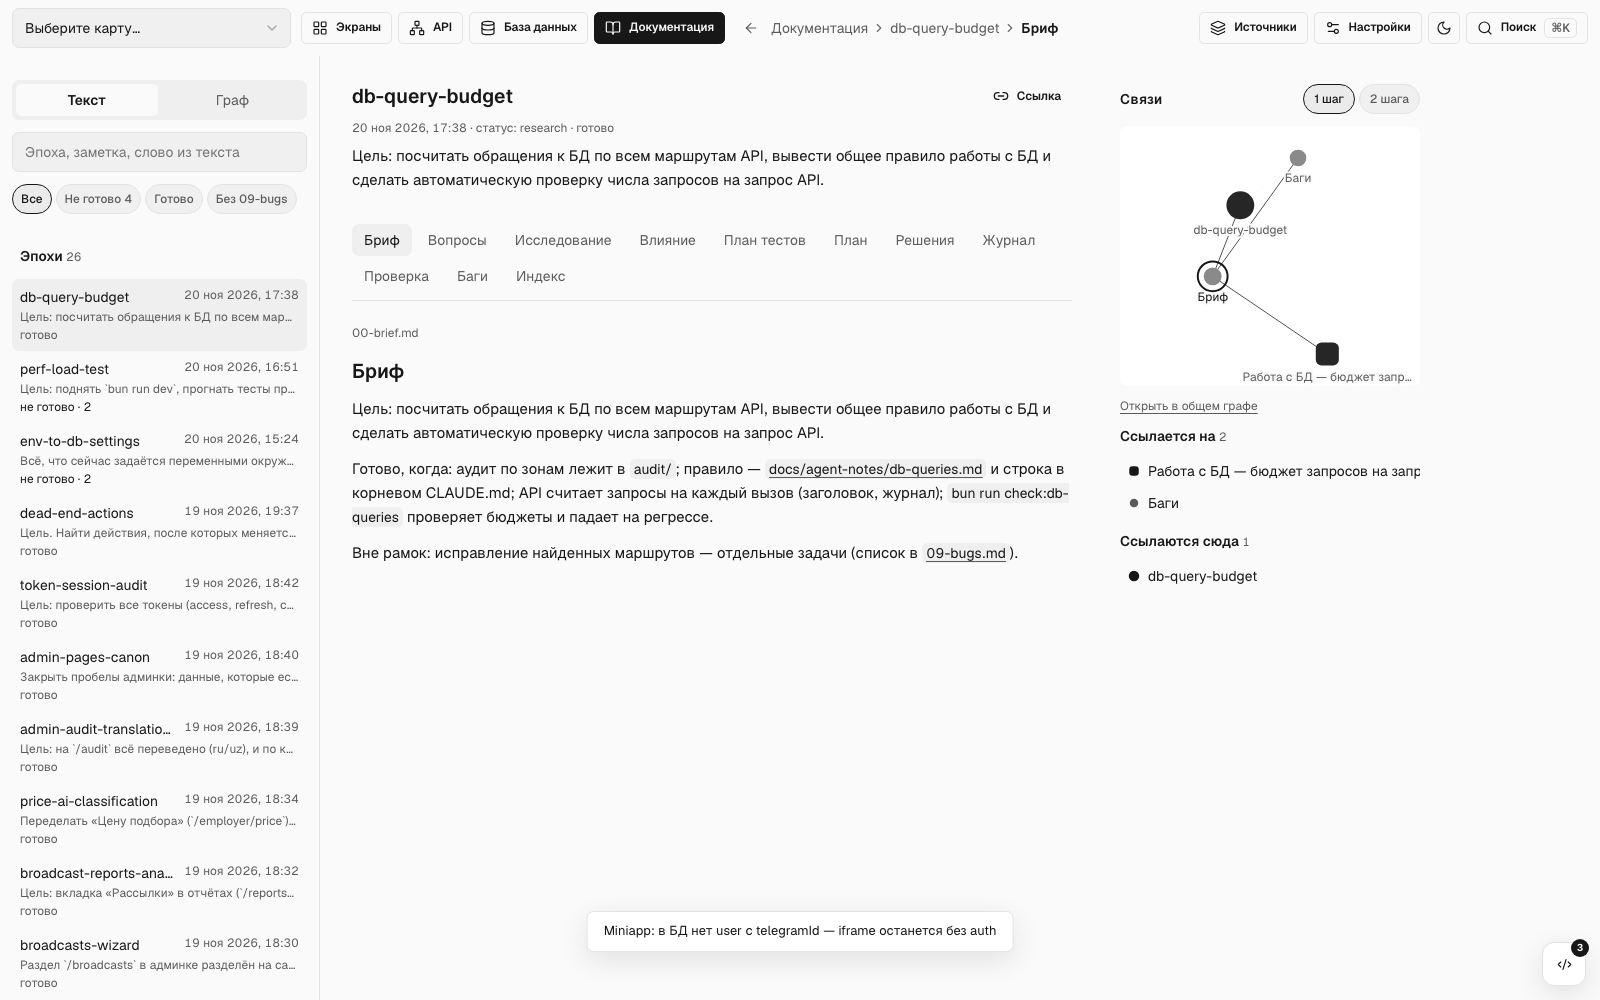 Выберите карту...
Экраны
API
База данных
Документация
Документация > db-query-budget > Бриф
Источники
Настройки
Поиск ⌘K
Текст
Граф
Эпоха, заметка, слово из текста
Все
Не готово 4
Готово
Без 09-bugs
Эпохи 26
db-query-budget
20 ноя 2026, 17:38
Цель: посчитать обращения к БД по всем мар...
готово
perf-load-test
20 ноя 2026, 16:51
Цель: поднять `bun run dev`, прогнать тесты пр...
не готово · 2
env-to-db-settings
20 ноя 2026, 15:24
Всё, что сейчас задаётся переменными окруж...
не готово · 2
dead-end-actions
19 ноя 2026, 19:37
Цель. Найти действия, после которых меняетс...
готово
token-session-audit
19 ноя 2026, 18:42
Цель: проверить все токены (access, refresh, с...
готово
admin-pages-canon
19 ноя 2026, 18:40
Закрыть пробелы админки: данные, которые ес...
готово
admin-audit-translatio...
19 ноя 2026, 18:39
Цель: на `/audit` всё переведено (ru/uz), и по к...
готово
price-ai-classification
19 ноя 2026, 18:34
Переделать «Цену подбора» (`/employer/price`)...
готово
broadcast-reports-ana...
19 ноя 2026, 18:32
Цель: вкладка «Рассылки» в отчётах (`/reports...
готово
broadcasts-wizard
19 ноя 2026, 18:30
Раздел `/broadcasts` в админке разделён на са...
готово
db-query-budget
Ссылка
20 ноя 2026, 17:38 · статус: research · готово
Цель: посчитать обращения к БД по всем маршрутам API, вывести общее правило работы с БД и
сделать автоматическую проверку числа запросов на запрос API.
Бриф
Вопросы
Исследование
Влияние
План тестов
План
Решения
Журнал
Проверка
Баги
Индекс
00-brief.md
Бриф
Цель: посчитать обращения к БД по всем маршрутам API, вывести общее правило работы с БД и
сделать автоматическую проверку числа запросов на запрос API.
Готово, когда: аудит по зонам лежит в audit/ ; правило — docs/agent-notes/db-queries.md и строка в
корневом CLAUDE.md; API считает запросы на каждый вызов (заголовок, журнал); bun run check:db-
queries проверяет бюджеты и падает на регрессе.
Вне рамок: исправление найденных маршрутов — отдельные задачи (список в 09-bugs.md ).
Связи
1 шаг
2 шага
Баги
db-query-budget
Бриф
Работа с БД — бюджет запр...
Открыть в общем графе
Ссылается на 2
Работа с БД — бюджет запросов на запр
Баги
Ссылаются сюда 1
db-query-budget
Miniapp: в БД нет user с telegramId — iframe останется без auth
3